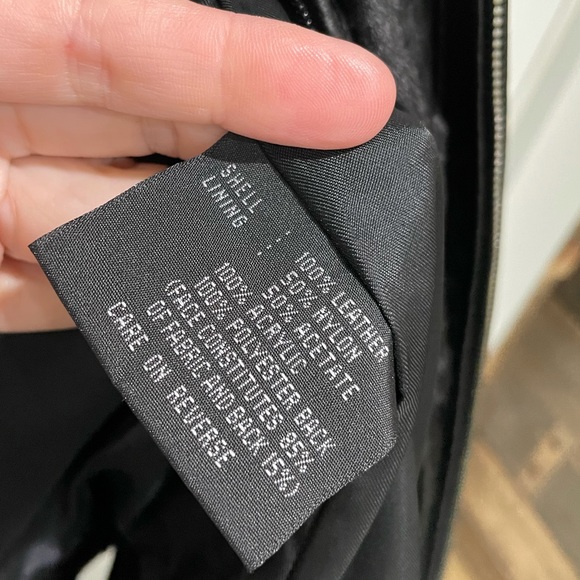 SHELL : 100% LEATHER
LINING : 50% NYLON
50% ACETATE
100% ACRYLIC
100% POLYESTER BACK
(FACE CONSTITUTES 85%
OF FABRIC AND BACK 15%)
CARE ON REVERSE